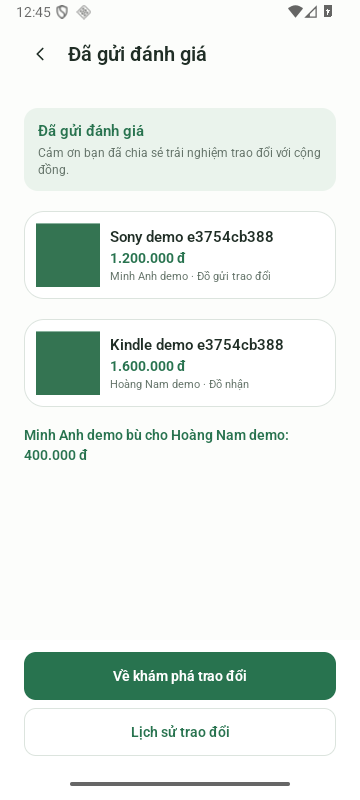 12:45
Đã gửi đánh giá
Đã gửi đánh giá
Cảm ơn bạn đã chia sẻ trải nghiệm trao đổi với cộng
đồng.
Sony demo e3754cb388
1.200.000 đ
Minh Anh demo · Đồ gửi trao đổi
Kindle demo e3754cb388
1.600.000 đ
Hoàng Nam demo · Đồ nhận
Minh Anh demo bù cho Hoàng Nam demo:
400.000 đ
Về khám phá trao đổi
Lịch sử trao đổi